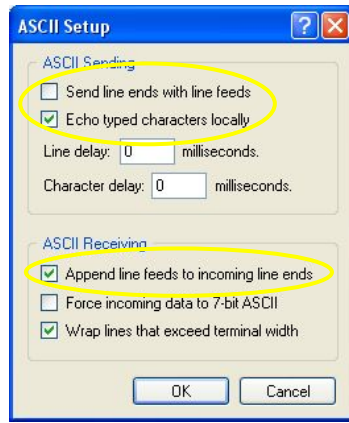 ASCII Setup
ASCII Sending
Send line ends with line feeds
Echo typed characters locally
Line delay: 0 milliseconds.
Character delay: 0 milliseconds.
ASCII Receiving
Append line feeds to incoming line ends
Force incoming data to 7-bit ASCII
Wrap lines that exceed terminal width
OK Cancel